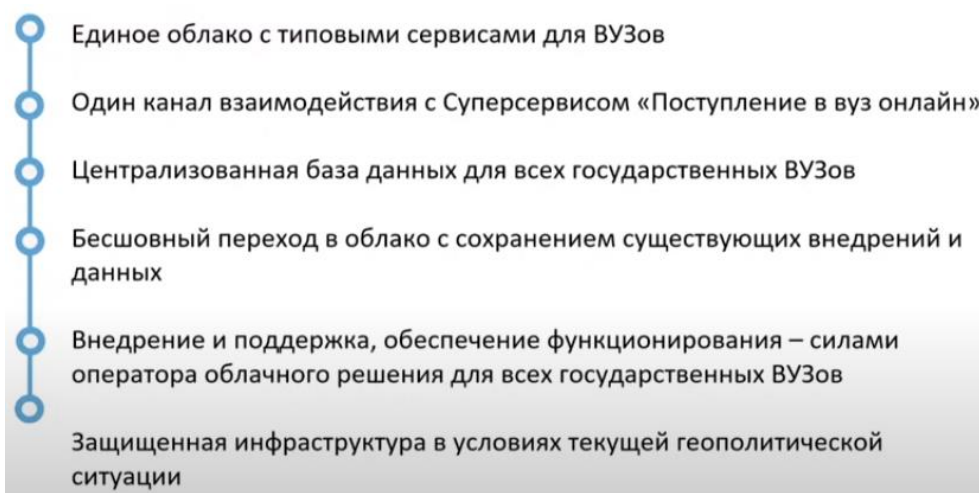 Единое облако с типовыми сервисами для ВУЗов
Один канал взаимодействия с Суперсервисом «Поступление в вуз онлайн»
Централизованная база данных для всех государственных ВУЗов
Бесшовный переход в облако с сохранением существующих внедрений и
данных
Внедрение и поддержка, обеспечение функционирования – силами
оператора облачного решения для всех государственных ВУЗов
Защищенная инфраструктура в условиях текущей геополитической
ситуации